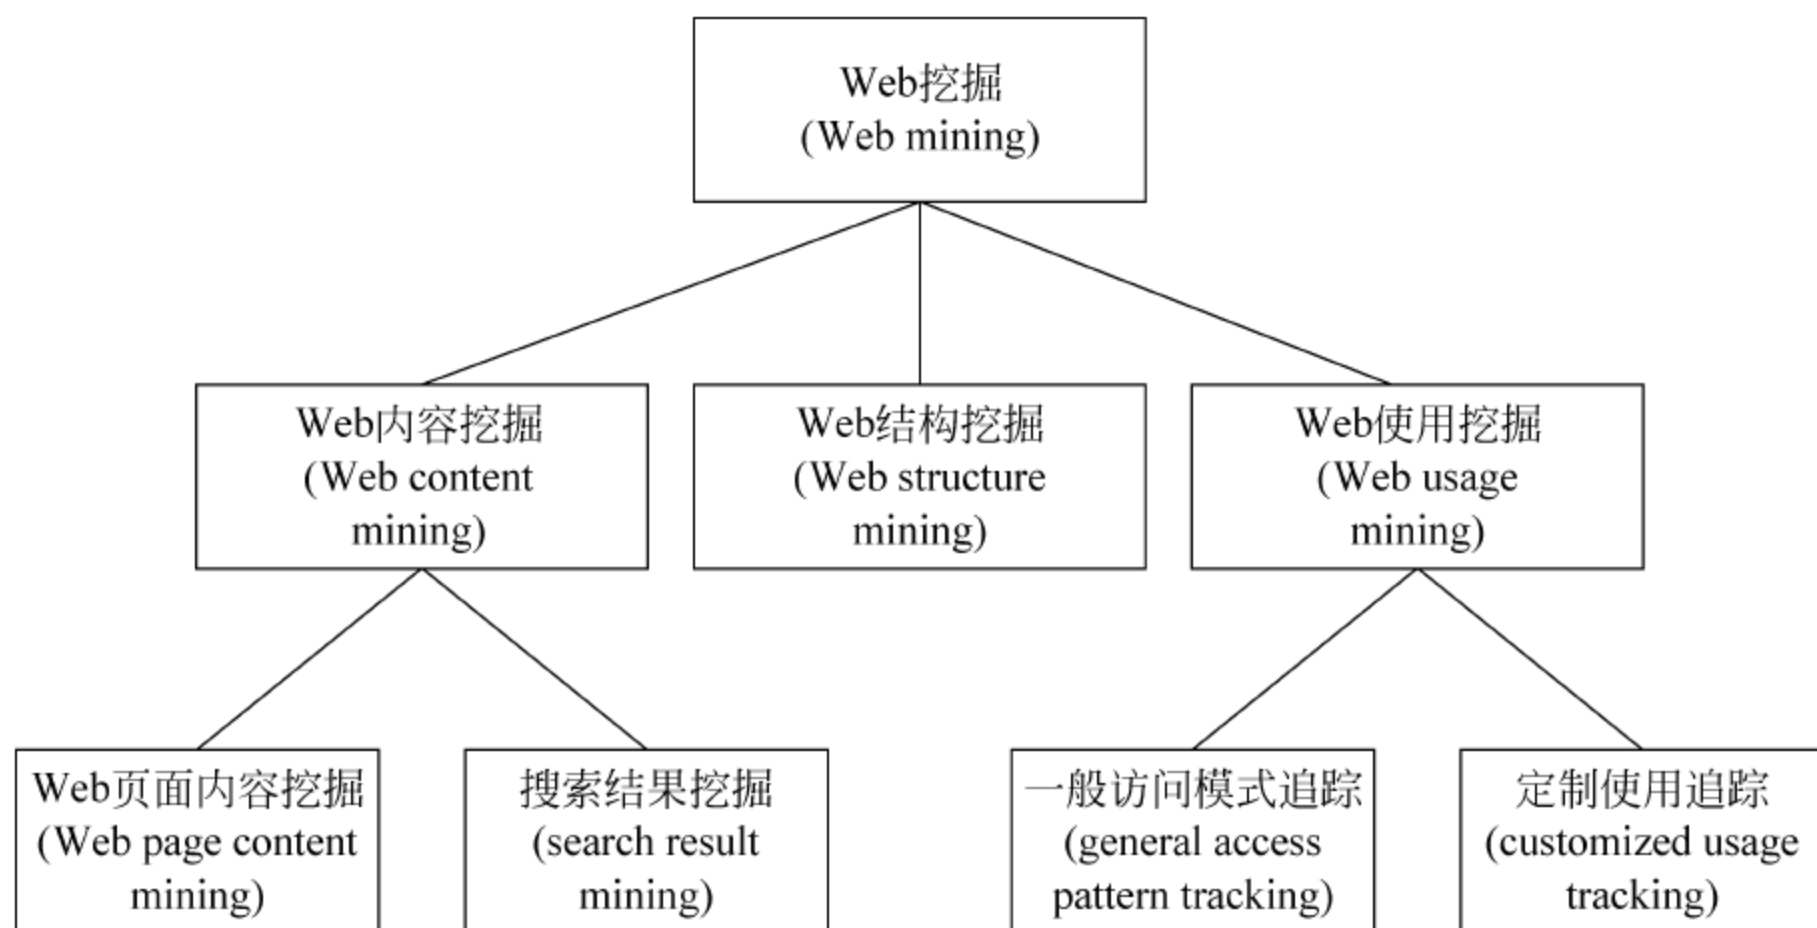 Web挖掘
(Web mining)
Web内容挖掘
(Web content
mining)
Web结构挖掘
(Web structure
mining)
Web使用挖掘
(Web usage
mining)
Web页面内容挖掘
(Web page content
mining)
搜索结果挖掘
(search result
mining)
一般访问模式追踪
(general access
pattern tracking)
定制使用追踪
(customized usage
tracking)